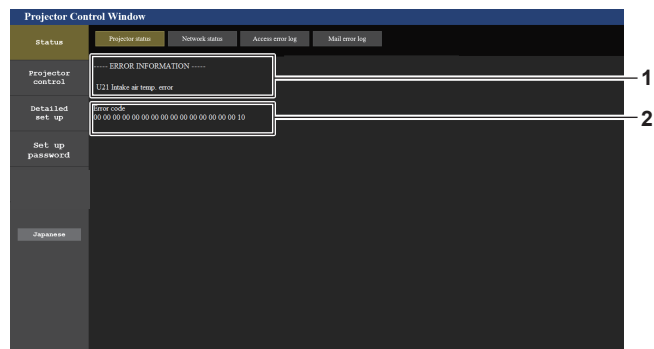 Projector Control Window
Status
Projector status
Network status
Access error log
Mail error log
----- ERROR INFORMATION -----
U21 Intake air temp. error
1
Error code
00 00 00 00 00 00 00 00 00 00 00 00 00 00 00 10
2
Projector
control
Detailed
set up
Set up
password
Japanese